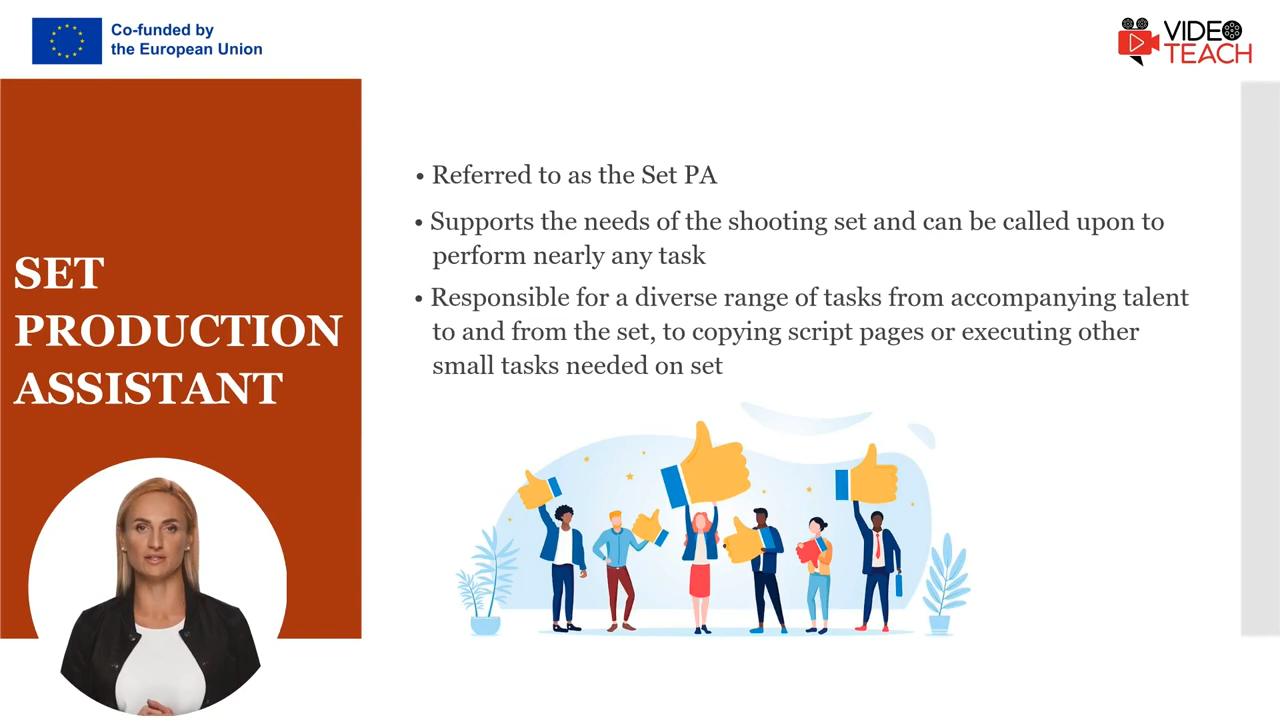 Co-funded by
the European Union
VIDEO
TEACH
SET
PRODUCTION
ASSISTANT
• Referred to as the Set PA
• Supports the needs of the shooting set and can be called upon to
perform nearly any task
• Responsible for a diverse range of tasks from accompanying talent
to and from the set, to copying script pages or executing other
small tasks needed on set